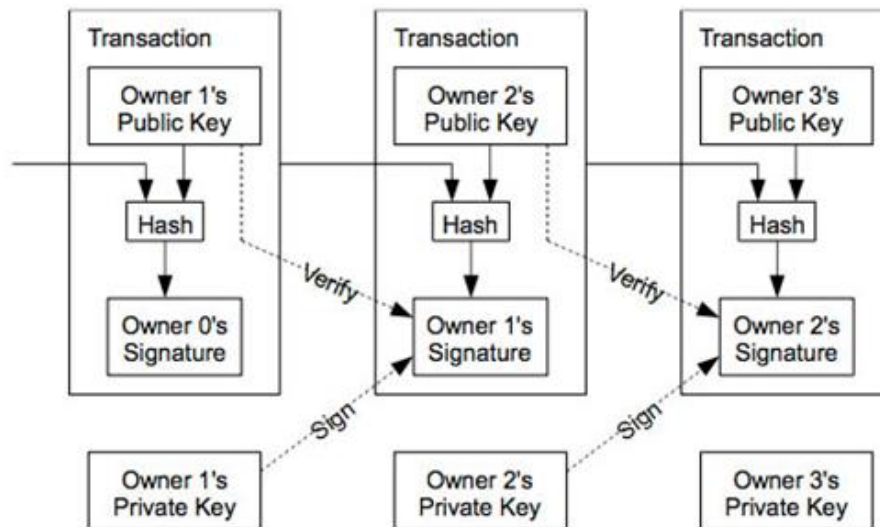 Transaction
Owner 1's
Public Key
Hash
Verify
Owner 0's
Signature
Transaction
Owner 2's
Public Key
Hash
Verify
Owner 1's
Signature
Transaction
Owner 3's
Public Key
Hash
Owner 2's
Signature
Sign
Sign
Owner 1's
Private Key
Owner 2's
Private Key
Owner 3's
Private Key